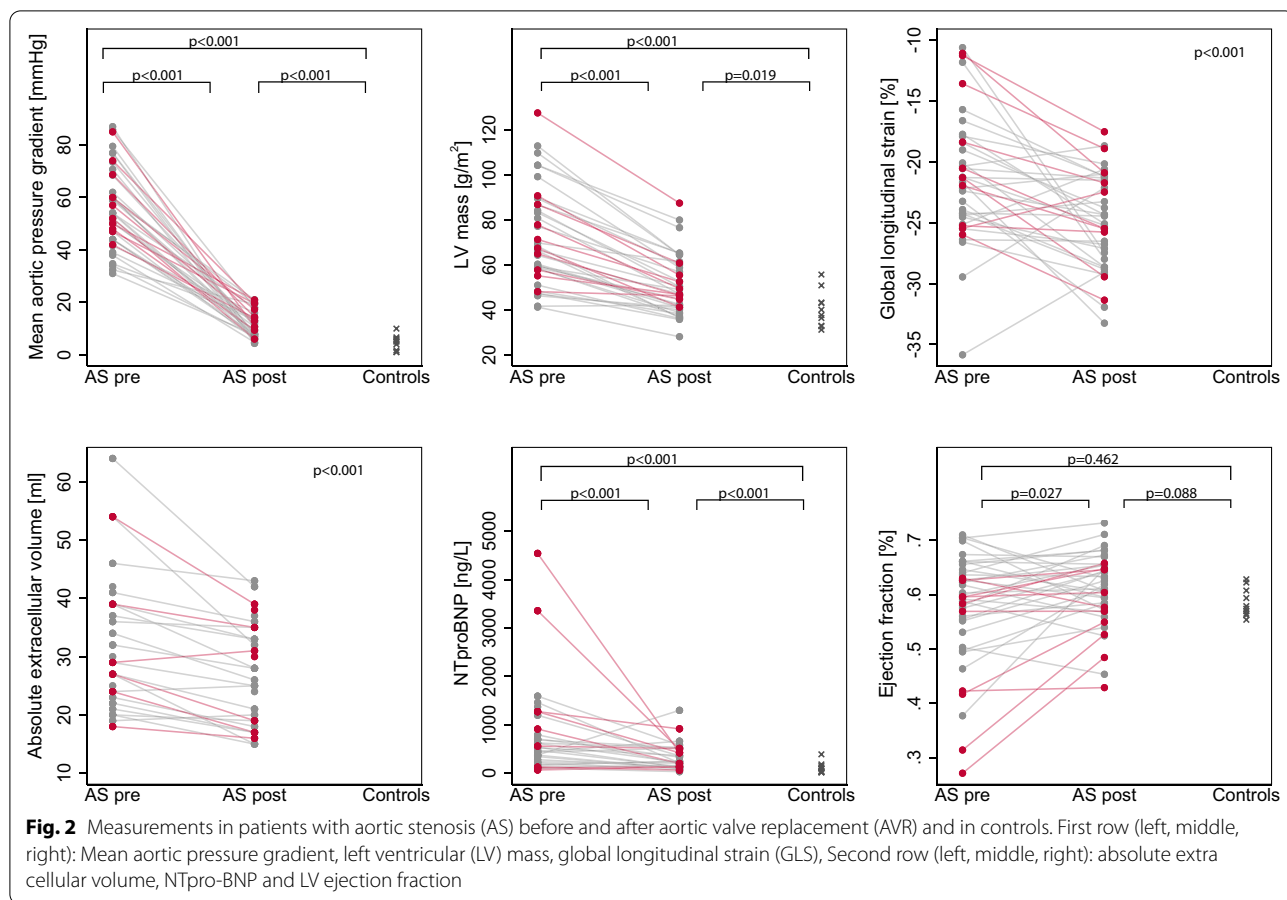 Mean aortic pressure gradient [mmHg]
p<0.001
p<0.001 p<0.001
80
60
40
20
0
AS pre AS post Controls
LV mass [g/m²]
p<0.001
p<0.001 p=0.019
120
100
80
60
40
20
AS pre AS post Controls
Global longitudinal strain [%]
p<0.001
-10
-15
-20
-25
-30
-35
AS pre AS post Controls
Absolute extracellular volume [ml]
p<0.001
60
50
40
30
20
10
AS pre AS post Controls
NTproBNP [ng/L]
p<0.001
p<0.001 p<0.001
5000
4000
3000
2000
1000
0
AS pre AS post Controls
Ejection fraction [%]
p=0.462
p=0.027 p=0.088
.7
.6
.5
.4
.3
AS pre AS post Controls
Fig. 2 Measurements in patients with aortic stenosis (AS) before and after aortic valve replacement (AVR) and in controls. First row (left, middle,
right): Mean aortic pressure gradient, left ventricular (LV) mass, global longitudinal strain (GLS), Second row (left, middle, right): absolute extra
cellular volume, NTpro-BNP and LV ejection fraction